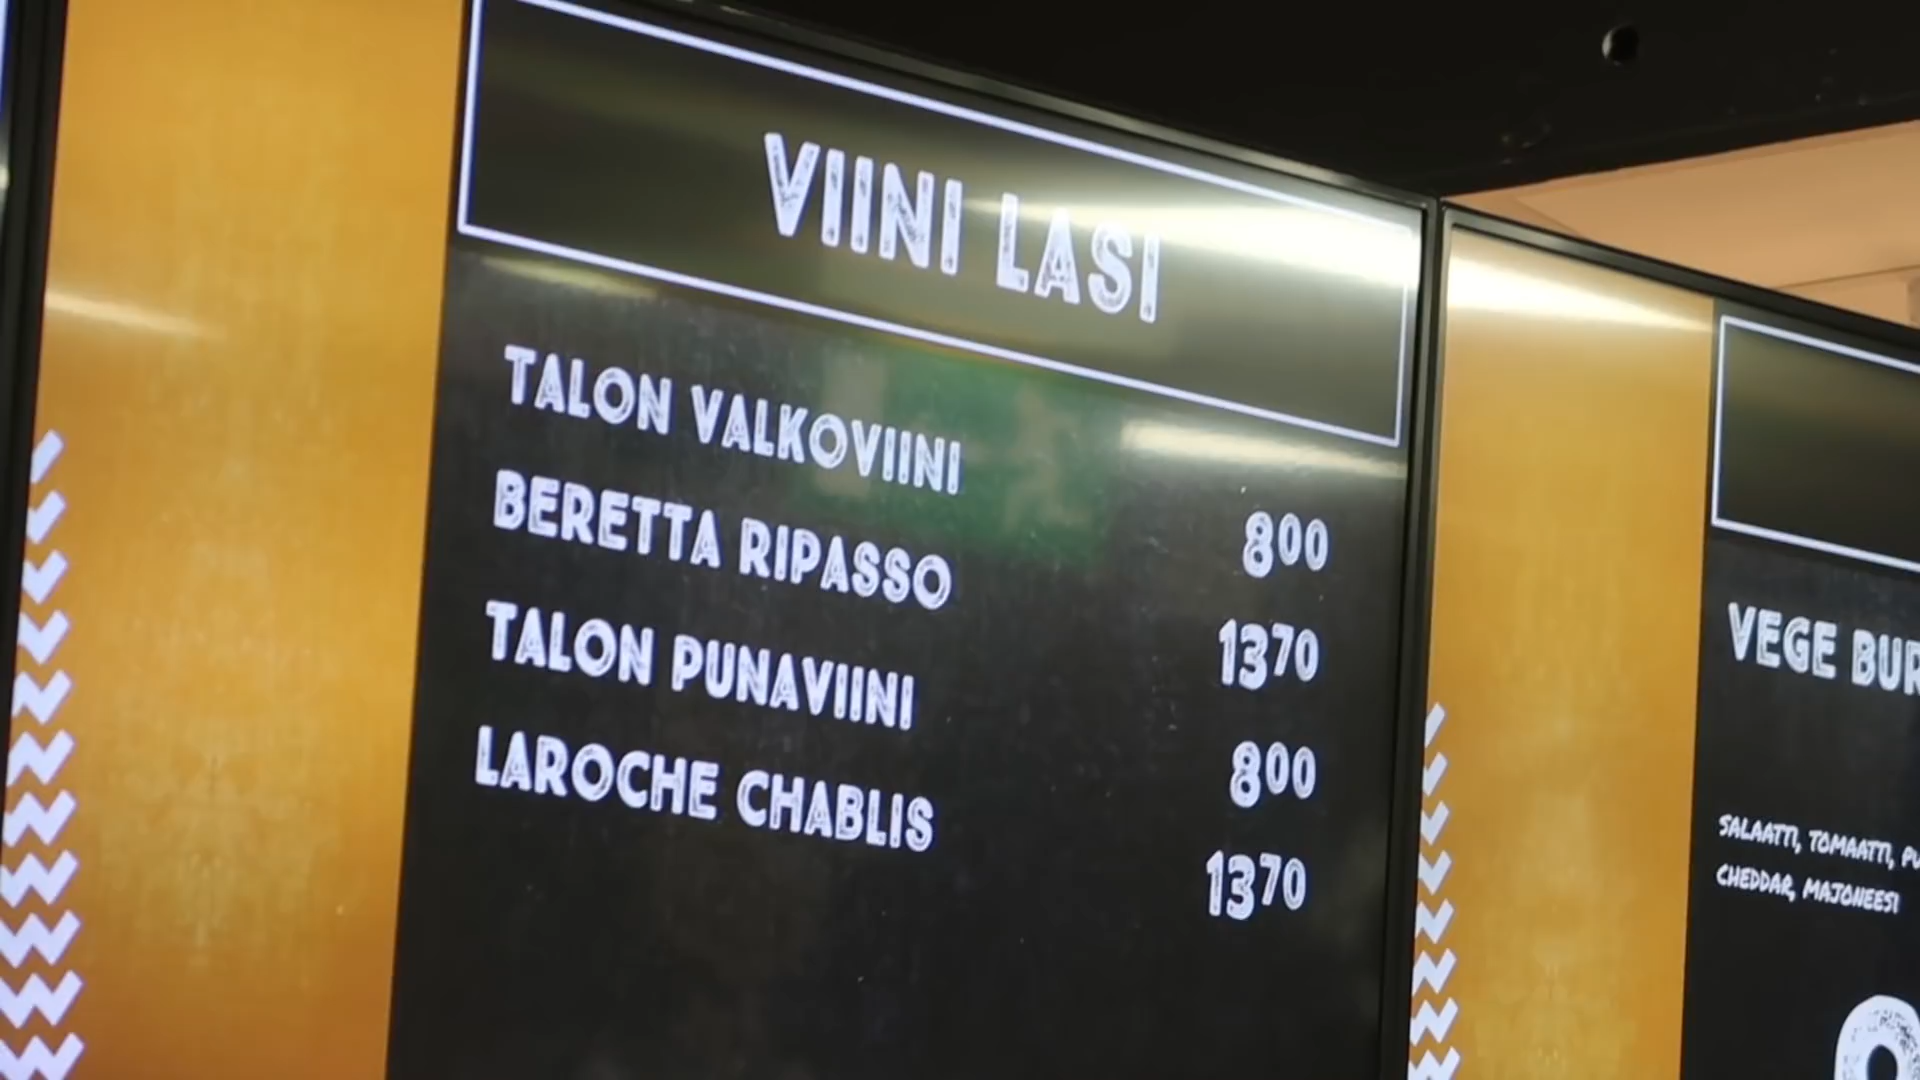 VIINI LASI
TALON VALKOVIINI 800
BERETTA RIPASSO 1370
TALON PUNAVIINI 800
LAROCHE CHABLIS 1370
VEGE
SALAATTI, TOMAATTI,
CHEDDAR, MAJONEESI